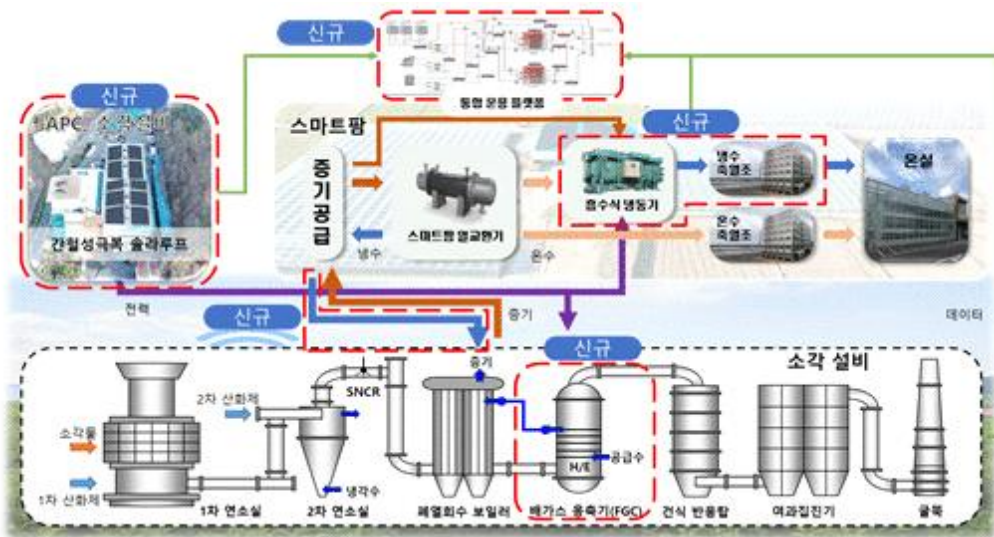 신규
통합 운용 플랫폼
신규
APC
소각 설비
간헐성극복 솔라루프
스마트팜
신규
증기공급
스마트팜 열교환기
냉수
온수
흡수식 냉동기
냉수
축열조
온수
축열조
온실
전력
신규
증기
데이터
신규
소각 설비
증기
SNCR
2차 산화제
소각물
1차 산화제
냉각수
공급수
H/E
1차 연소실
2차 연소실
폐열회수 보일러
배가스 응축기(FGC)
건식 반응탑
여과집진기
굴뚝